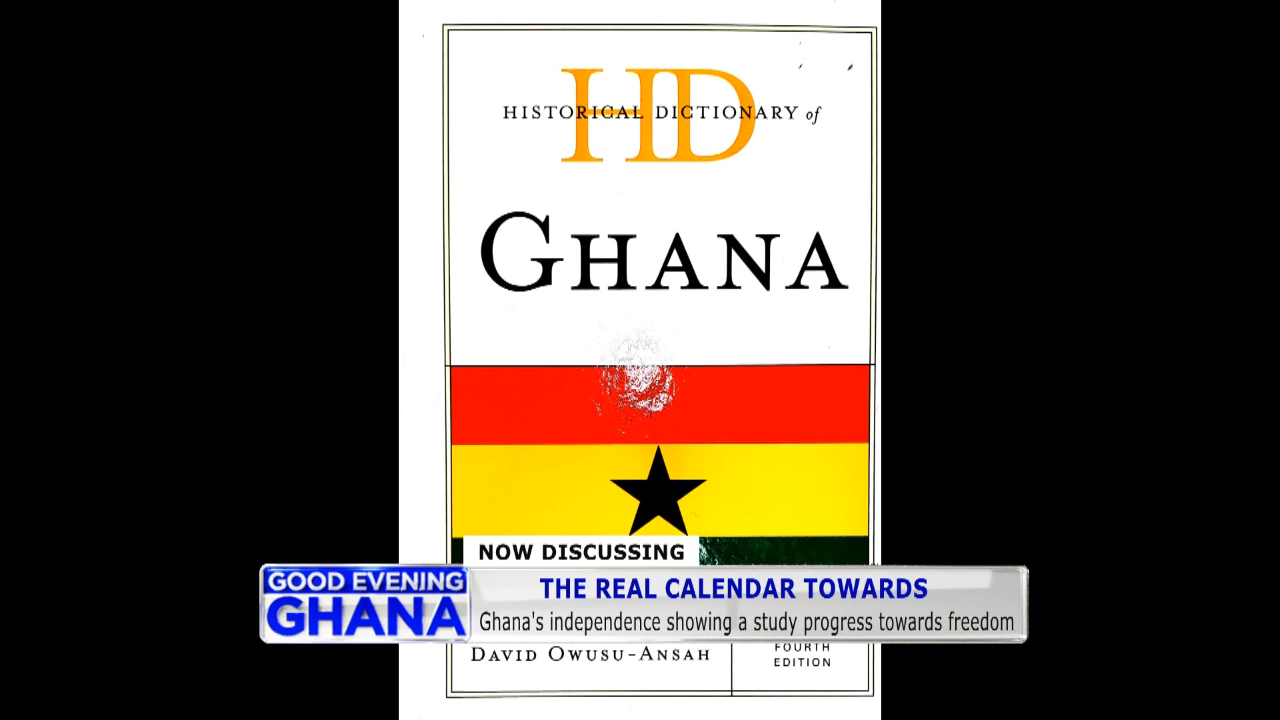 HD
HISTORICAL DICTIONARY of
GHANA
NOW DISCUSSING
GOOD EVENING
GHANA
THE REAL CALENDAR TOWARDS
Ghana's independence showing a study progress towards freedom
DAVID OWUSU-ANSAH
FOURTH
EDITION